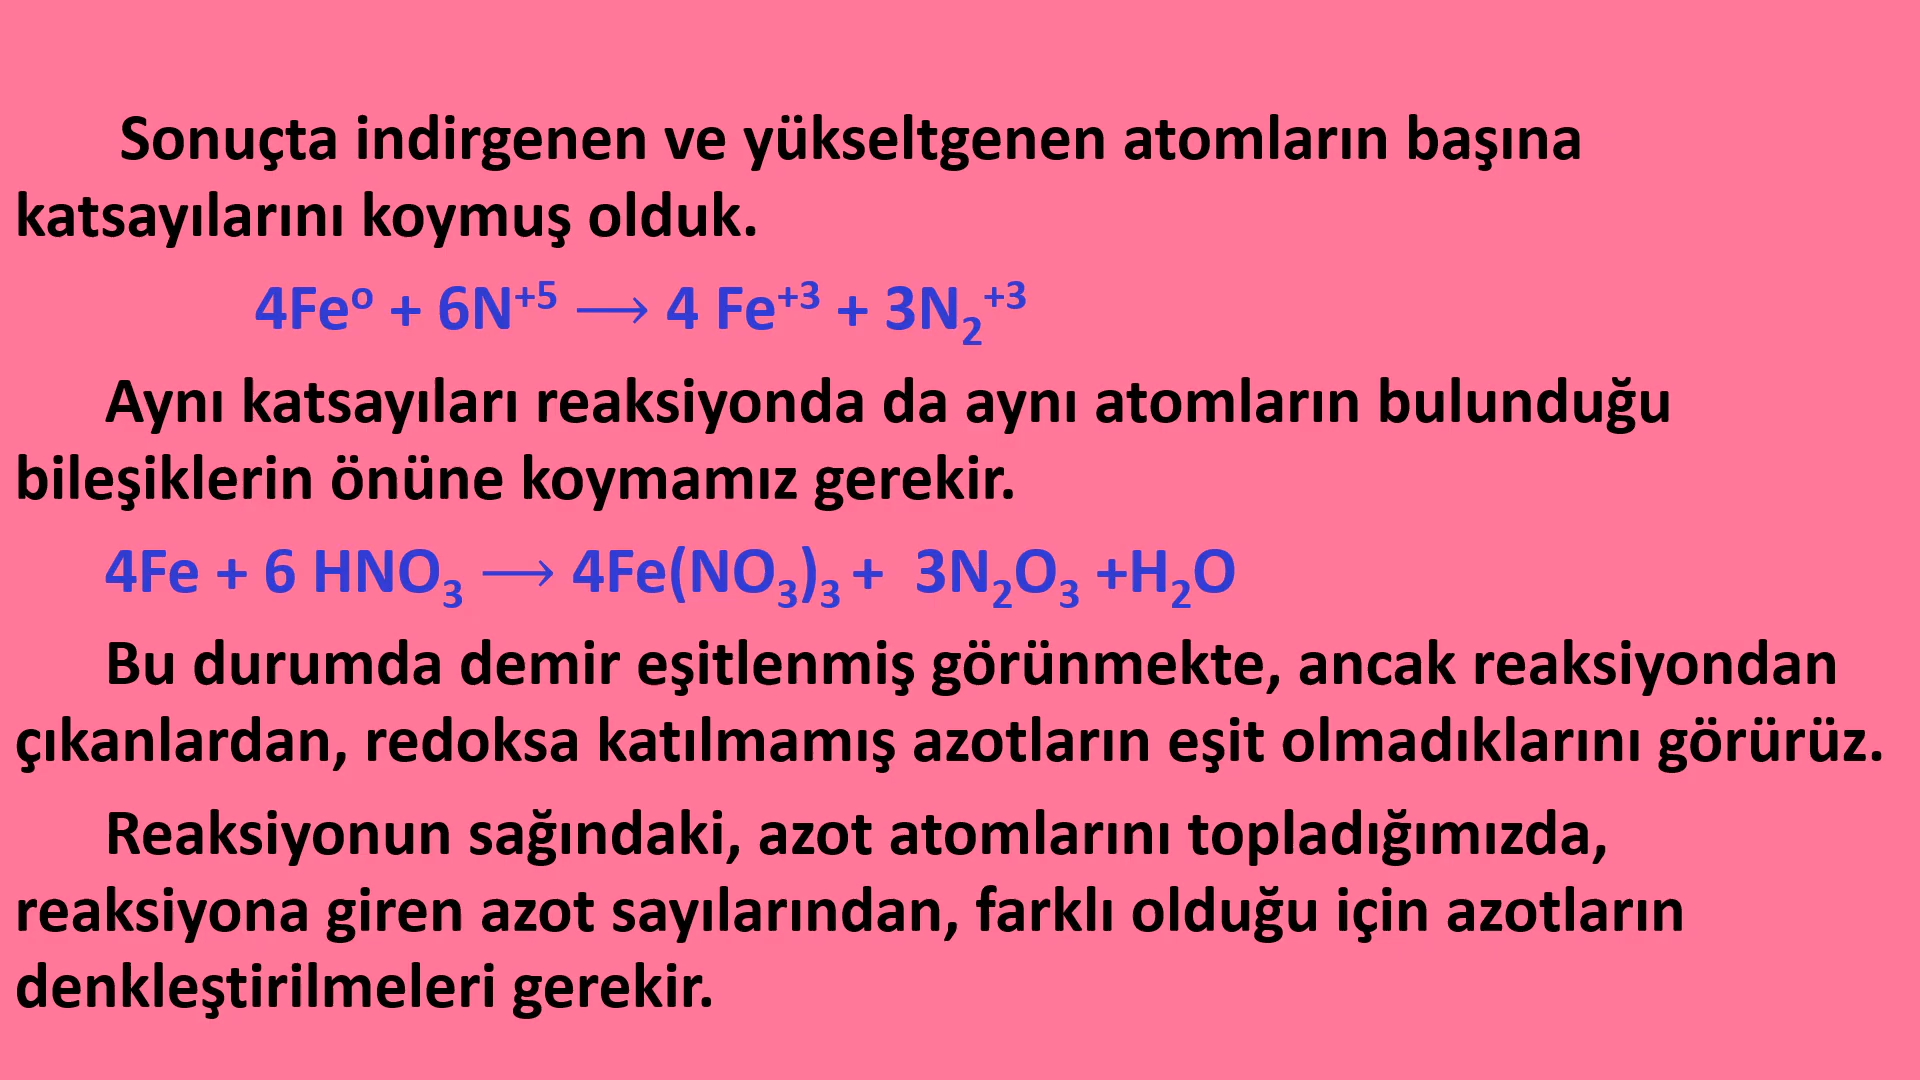 Sonuçta indirgenen ve yükseltgenen atomların başına
katsayılarını koymuş olduk.
4Feᵒ + 6N⁺⁵ ⟶ 4 Fe⁺³ + 3N₂⁺³
Aynı katsayıları reaksiyonda da aynı atomların bulunduğu
bileşiklerin önüne koymamız gerekir.
4Fe + 6 HNO₃ ⟶ 4Fe(NO₃)₃ + 3N₂O₃ +H₂O
Bu durumda demir eşitlenmiş görünmekte, ancak reaksiyondan
çıkanlardan, redoksa katılmamış azotların eşit olmadıklarını görürüz.
Reaksiyonun sağındaki, azot atomlarını topladığımızda,
reaksiyona giren azot sayılarından, farklı olduğu için azotların
denkleştirilmeleri gerekir.